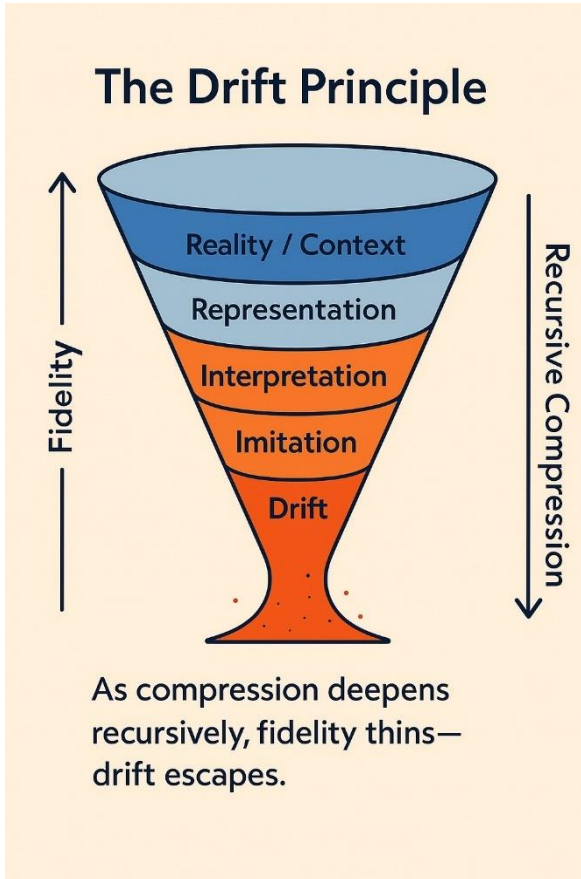 The Drift Principle
Fidelity
Recursive Compression
Reality / Context
Representation
Interpretation
Imitation
Drift
As compression deepens
recursively, fidelity thins—
drift escapes.